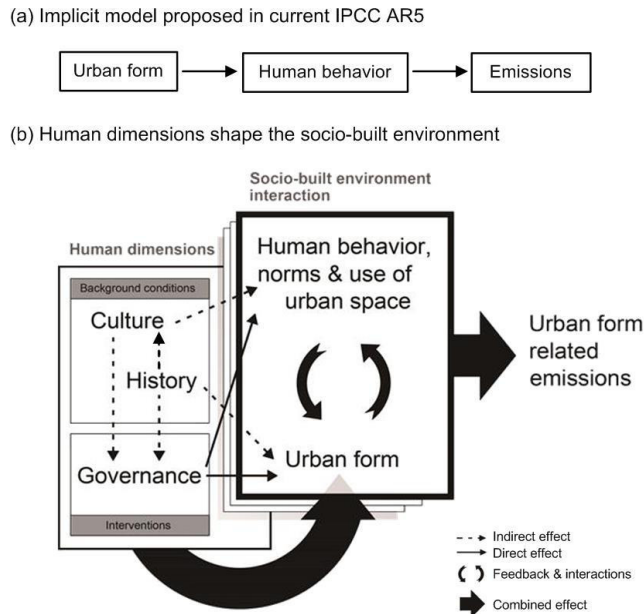 (a) Implicit model proposed in current IPCC AR5
Urban form
Human behavior
Emissions
(b) Human dimensions shape the socio-built environment
Socio-built environment
interaction
Human dimensions
Background conditions
Culture
History
Governance
Interventions
Human behavior,
norms & use of
urban space
Urban form
Urban form
related
emissions
Indirect effect
Direct effect
Feedback & interactions
Combined effect